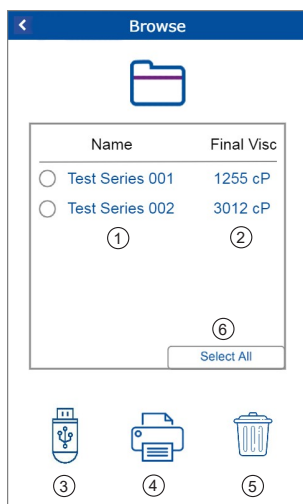 Browse
Name Final Visc
Test Series 001 1255 cP
Test Series 002 3012 cP
1 2
6
Select All
3 4 5